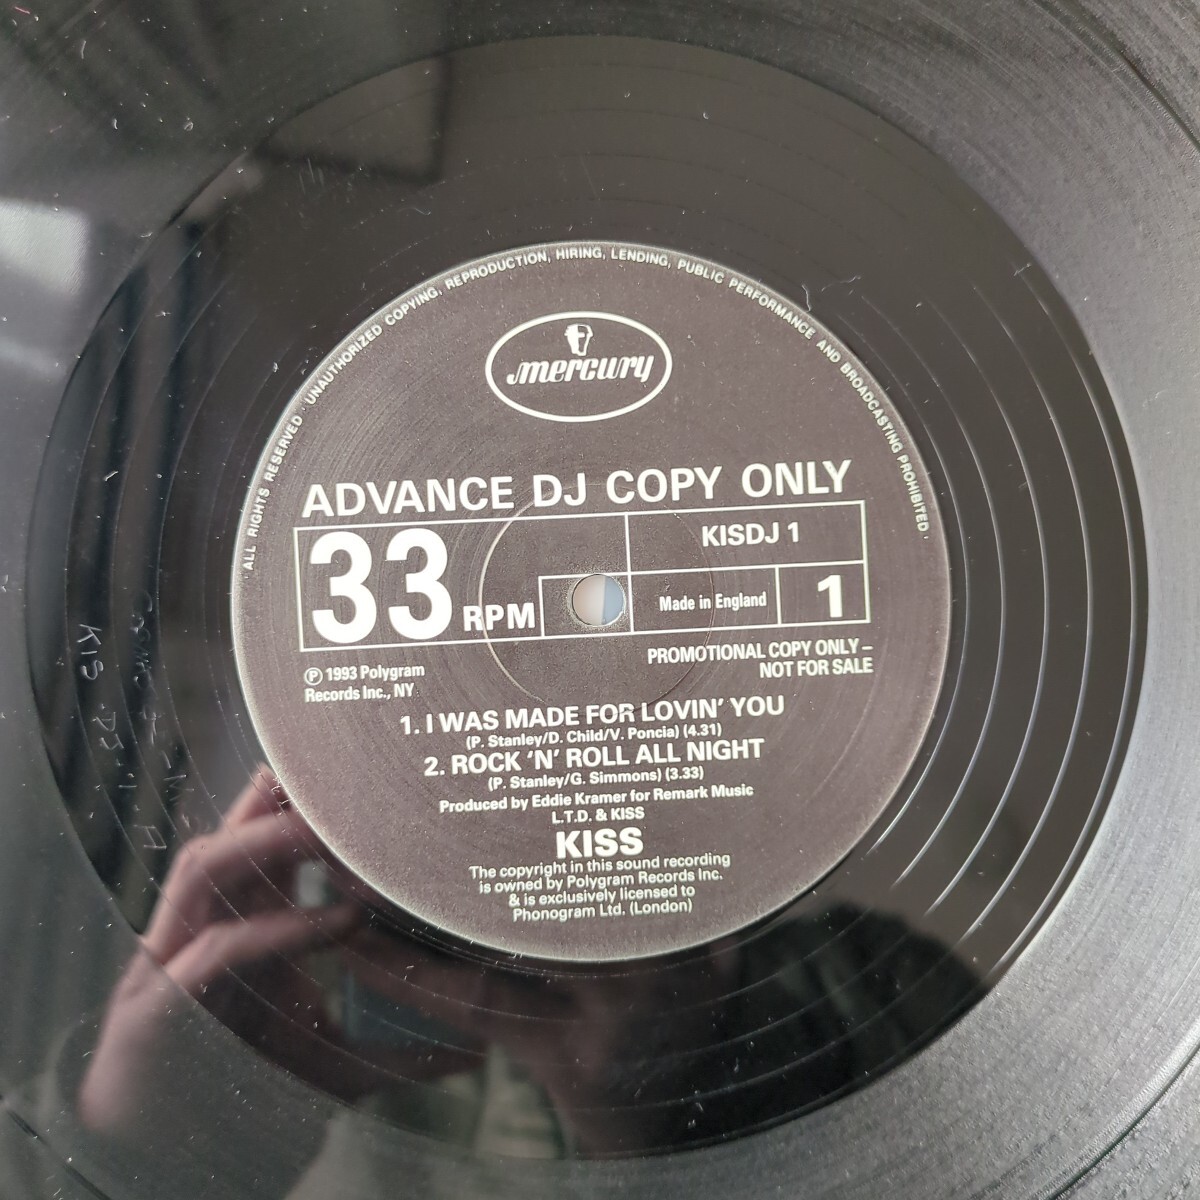 ALL RIGHTS RESERVED · UNAUTHORIZED COPYING, REPRODUCTION, HIRING, LENDING, PUBLIC PERFORMANCE AND BROADCASTING PROHIBITED ·
mercury
ADVANCE DJ COPY ONLY
33 RPM
KISDJ 1
Made in England
1
℗ 1993 Polygram
Records Inc., NY
PROMOTIONAL COPY ONLY –
NOT FOR SALE
1. I WAS MADE FOR LOVIN' YOU
(P. Stanley/D. Child/V. Poncia) (4.31)
2. ROCK 'N' ROLL ALL NIGHT
(P. Stanley/G. Simmons) (3.33)
Produced by Eddie Kramer for Remark Music
L.T.D. & KISS
KISS
The copyright in this sound recording
is owned by Polygram Records Inc.
& is exclusively licensed to
Phonogram Ltd. (London)
KIS DJ